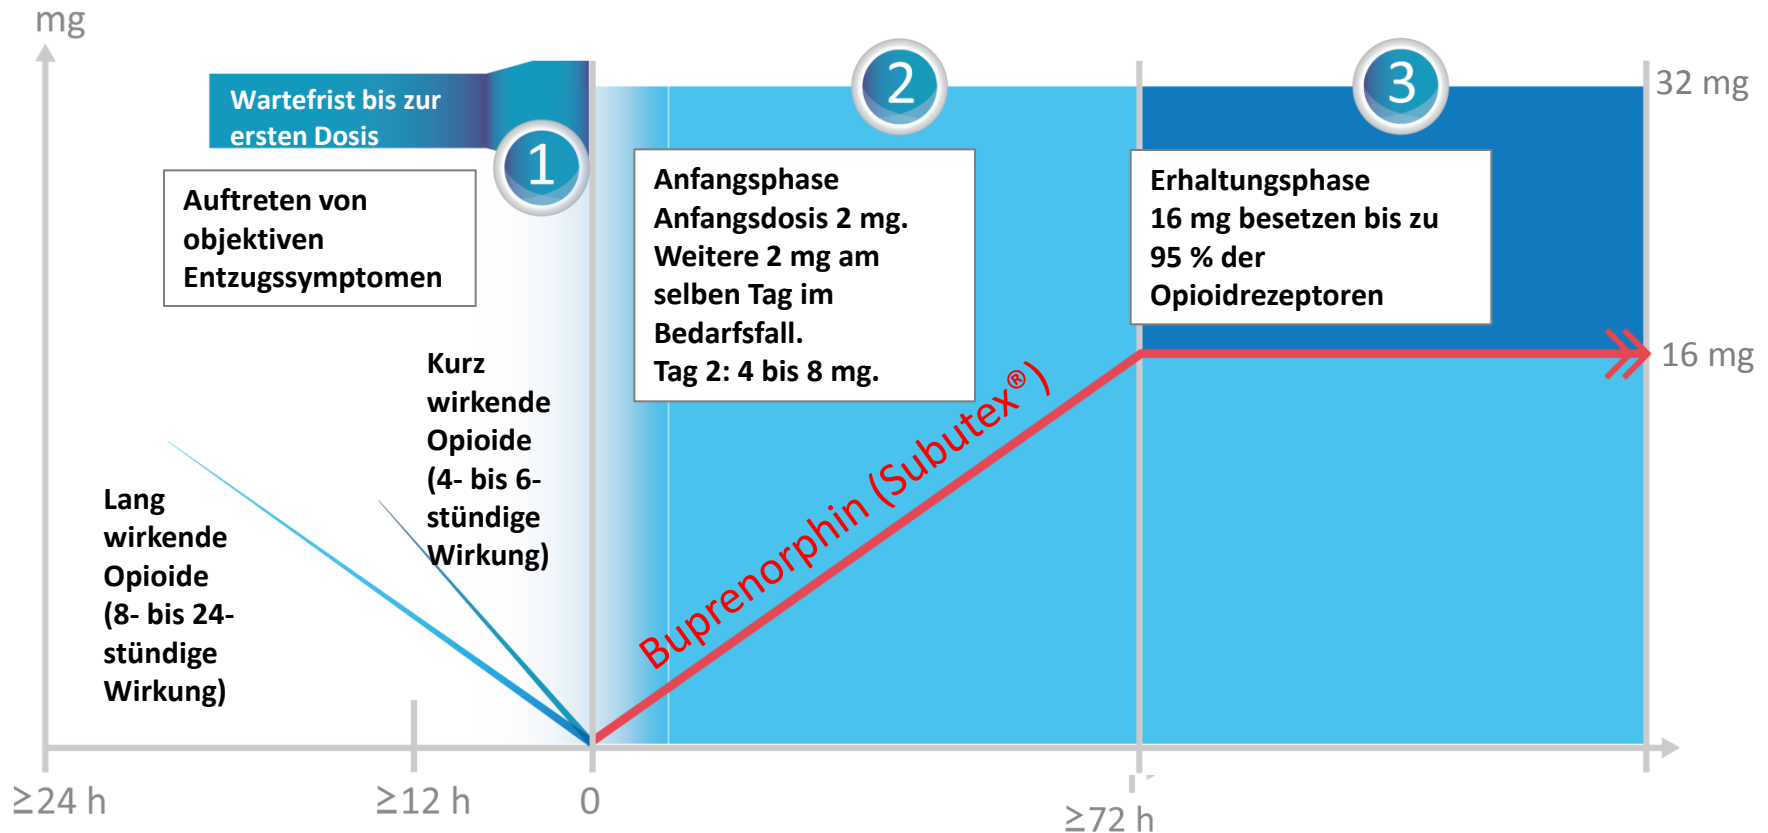 mg
Wartefrist bis zur
ersten Dosis
1
2
3
32 mg
Auftreten von
objektiven
Entzugssymptomen
Anfangsphase
Anfangsdosis 2 mg.
Weitere 2 mg am
selben Tag im
Bedarfsfall.
Tag 2: 4 bis 8 mg.
Erhaltungsphase
16 mg besetzen bis zu
95 % der
Opioidrezeptoren
16 mg
Kurz
wirkende
Opioide
(4- bis 6-
stündige
Wirkung)
Lang
wirkende
Opioide
(8- bis 24-
stündige
Wirkung)
Buprenorphin (Subutex®)
≥24 h
≥12 h
0
≥72 h